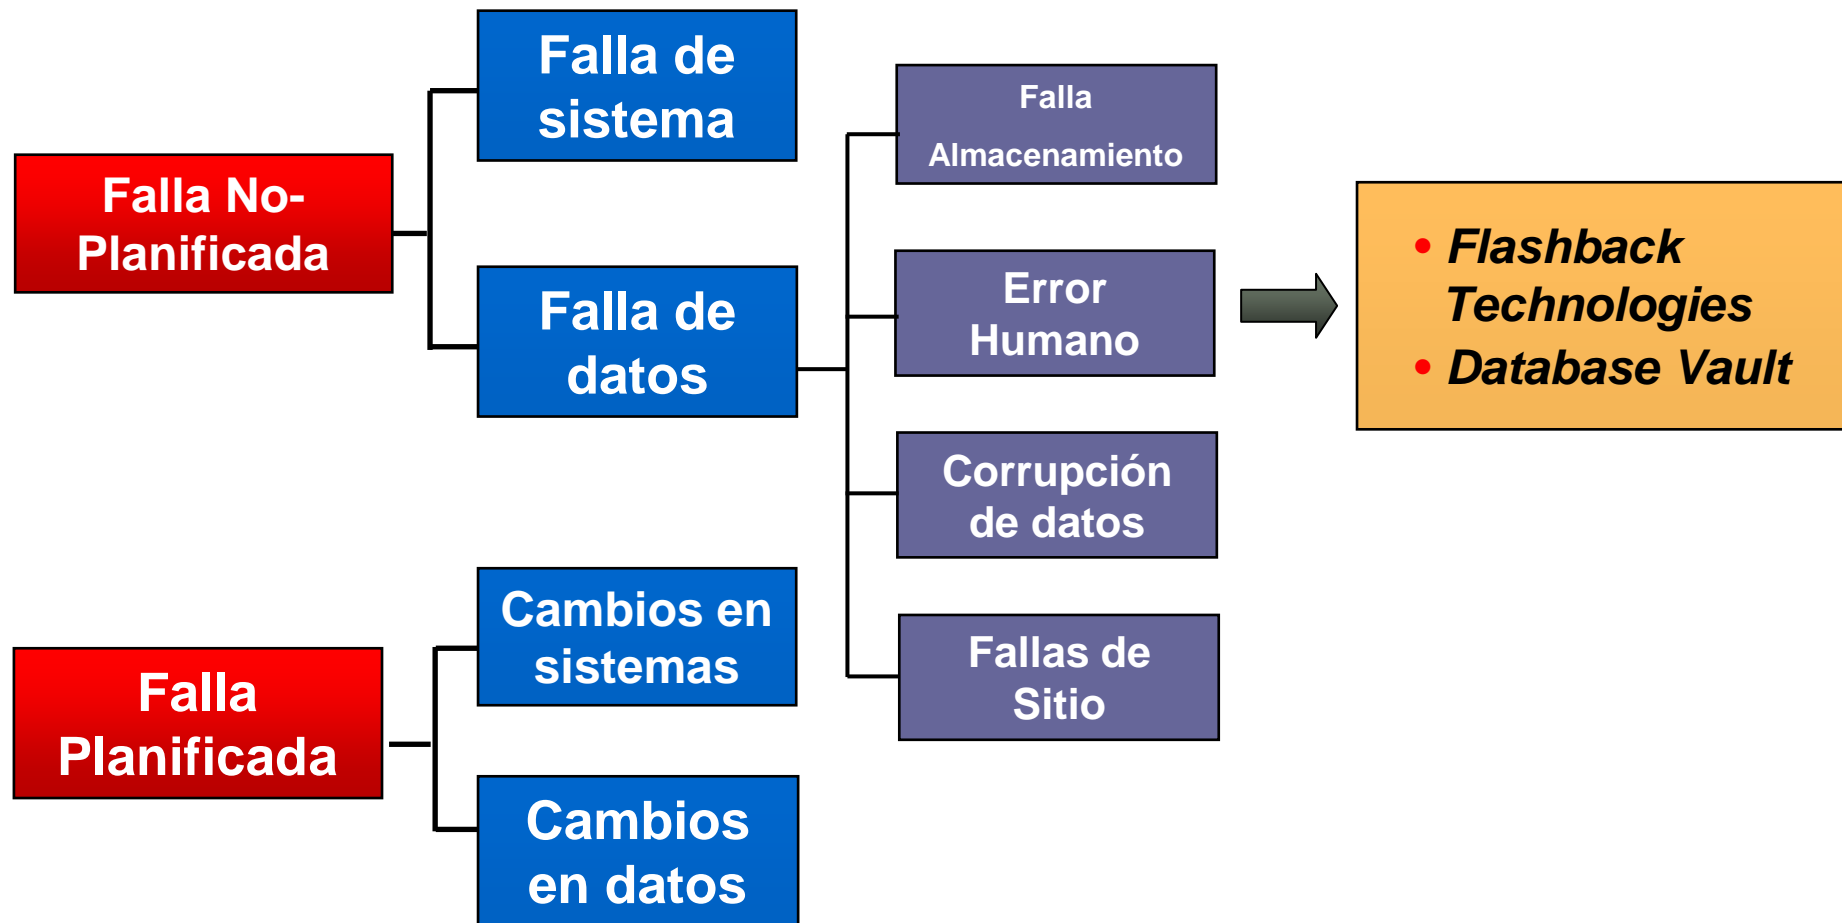 Falla de
sistema
Falla No-
Planificada
Falla de
datos
Falla
Almacenamiento
Error
Humano
Corrupción
de datos
Fallas de
Sitio
• Flashback
Technologies
• Database Vault
Cambios en
sistemas
Falla
Planificada
Cambios
en datos